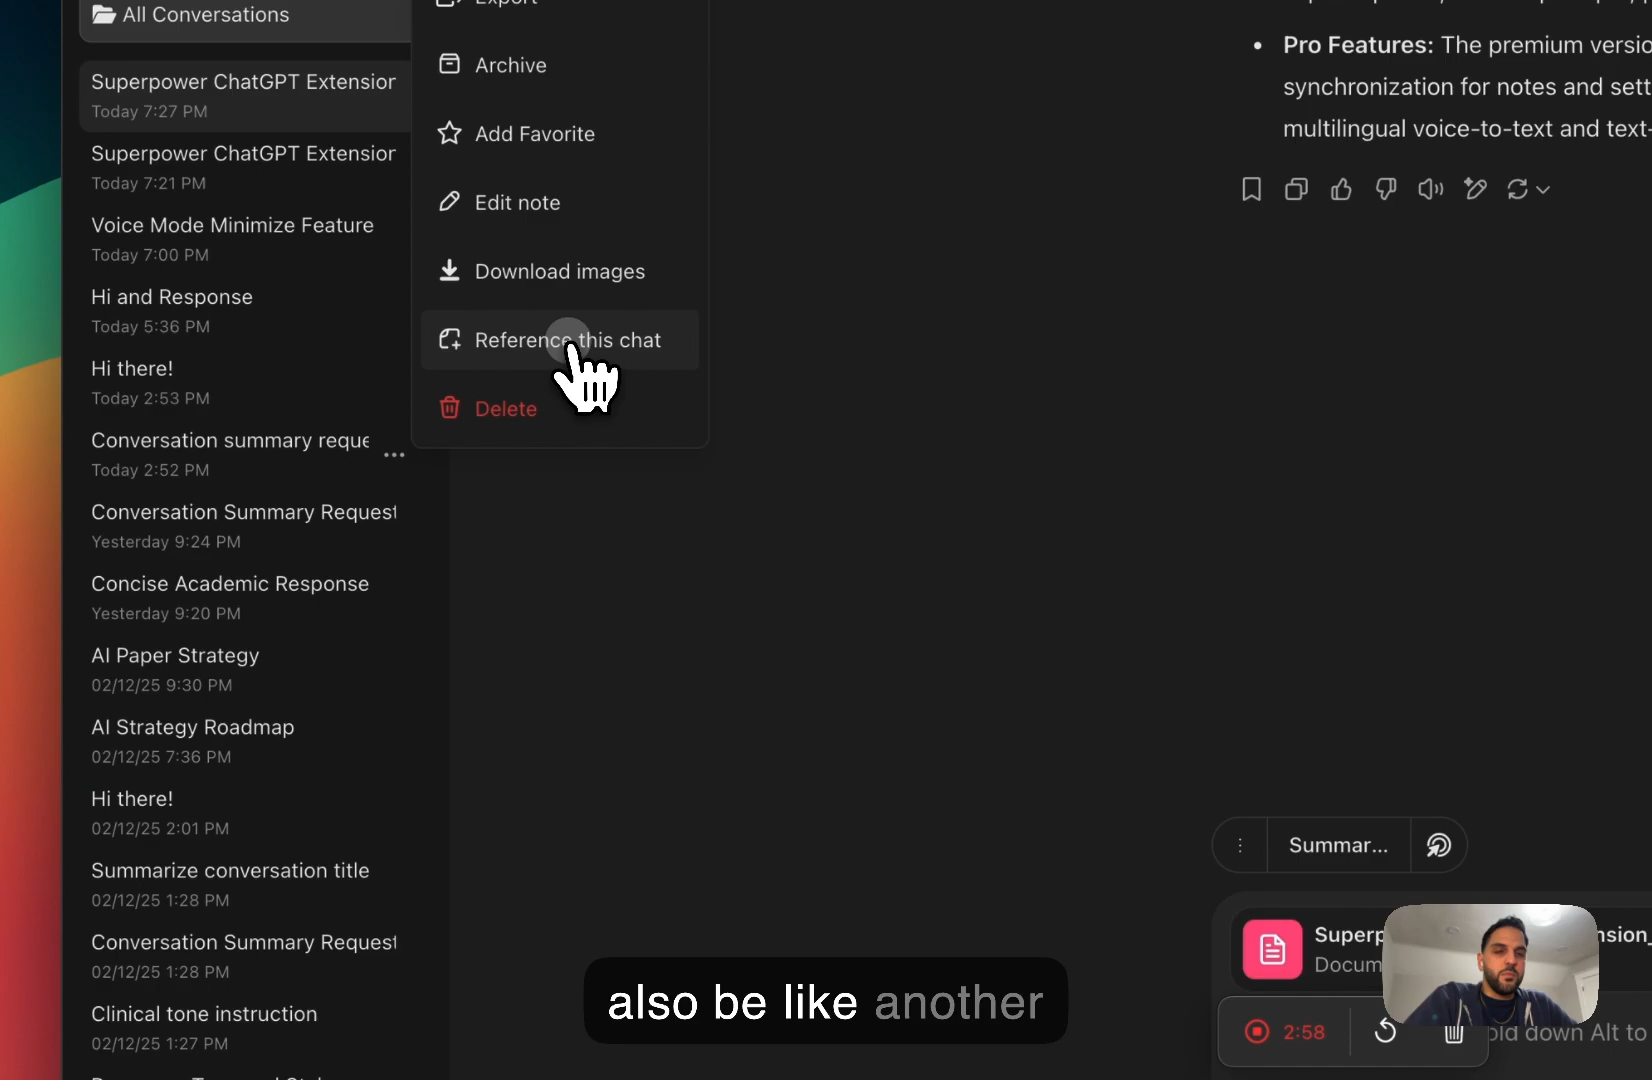 All Conversations
Superpower ChatGPT Extension
Today 7:27 PM
Superpower ChatGPT Extension
Today 7:21 PM
Voice Mode Minimize Feature
Today 7:00 PM
Hi and Response
Today 5:36 PM
Hi there!
Today 2:53 PM
Conversation summary reque
Today 2:52 PM
Conversation Summary Request
Yesterday 9:24 PM
Concise Academic Response
Yesterday 9:20 PM
AI Paper Strategy
02/12/25 9:30 PM
AI Strategy Roadmap
02/12/25 7:36 PM
Hi there!
02/12/25 2:01 PM
Summarize conversation title
02/12/25 1:28 PM
Conversation Summary Request
02/12/25 1:28 PM
Clinical tone instruction
02/12/25 1:27 PM
Export
Archive
Add Favorite
Edit note
Download images
Reference this chat
Delete
• Pro Features: The premium versio
synchronization for notes and sett
multilingual voice-to-text and text-
Summar...
Superp
nsion_
Docum
down Alt to
2:58
also be like another